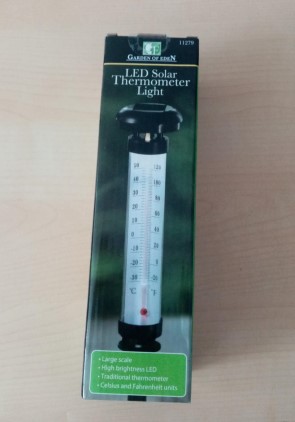 11279
GARDEN OF EDEN
LED Solar
Thermometer
Light
°C °F
• Large scale
• High brightness LED
• Traditional thermometer
• Celsius and Fahrenheit units